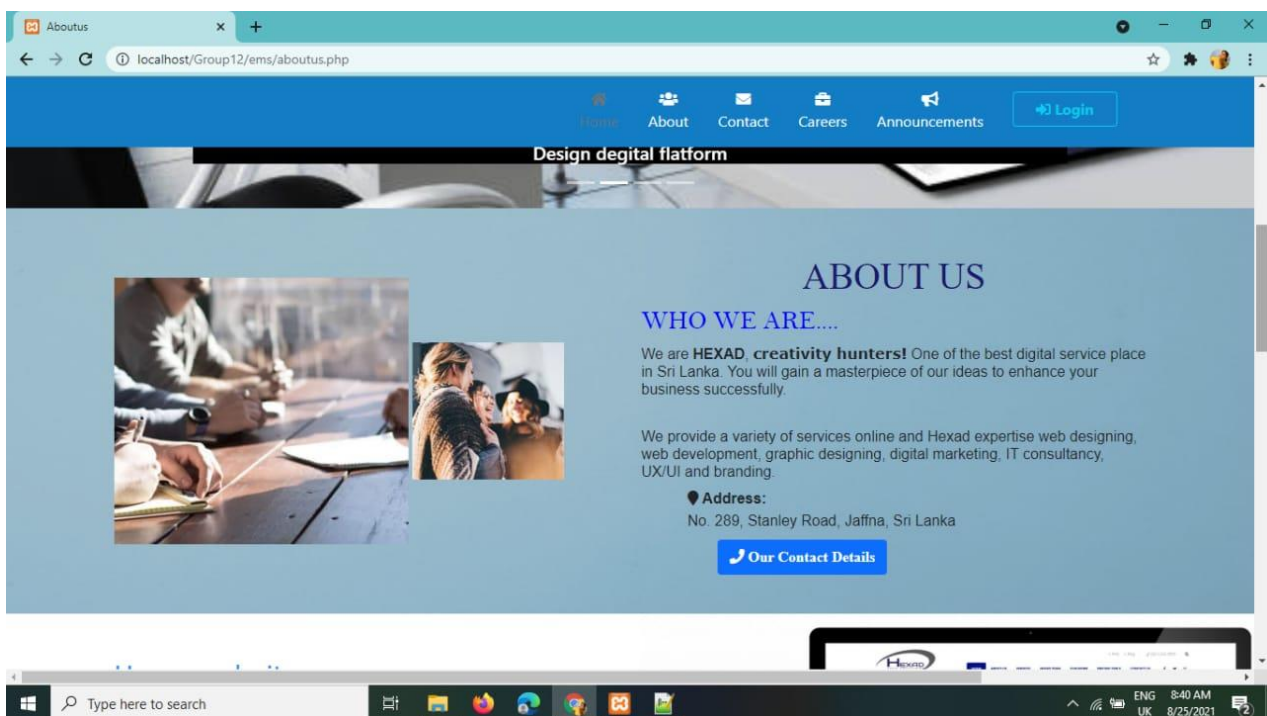 Aboutus
localhost/Group12/ems/aboutus.php
Home
About
Contact
Careers
Announcements
Login
Design degital flatform
ABOUT US
WHO WE ARE....
We are HEXAD, creativity hunters! One of the best digital service place
in Sri Lanka. You will gain a masterpiece of our ideas to enhance your
business successfully.
We provide a variety of services online and Hexad expertise web designing,
web development, graphic designing, digital marketing, IT consultancy,
UX/UI and branding.
Address:
No. 289, Stanley Road, Jaffna, Sri Lanka
Our Contact Details
HEXAD
Type here to search
ENG
UK
8:40 AM
8/25/2021
2